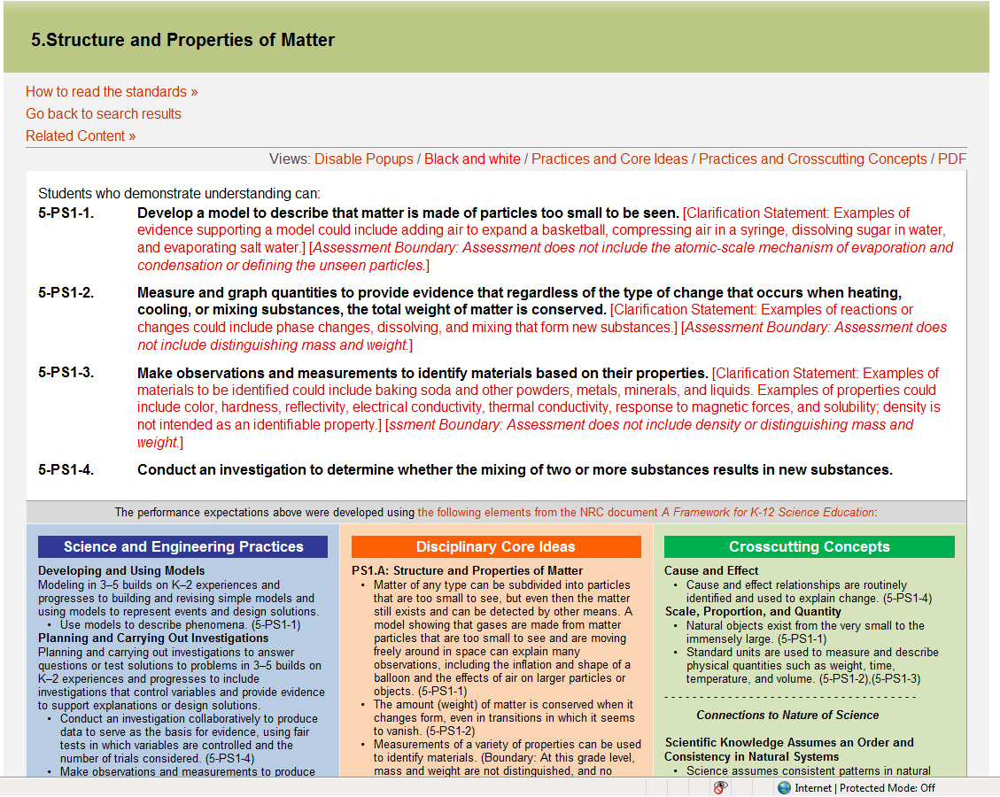 5.Structure and Properties of Matter
How to read the standards »
Go back to search results
Related Content »
Views: Disable Popups / Black and white / Practices and Core Ideas / Practices and Crosscutting Concepts / PDF
Students who demonstrate understanding can:
5-PS1-1. Develop a model to describe that matter is made of particles too small to be seen. [Clarification Statement: Examples of
evidence supporting a model could include adding air to expand a basketball, compressing air in a syringe, dissolving sugar in water,
and evaporating salt water.] [Assessment Boundary: Assessment does not include the atomic-scale mechanism of evaporation and
condensation or defining the unseen particles.]
5-PS1-2. Measure and graph quantities to provide evidence that regardless of the type of change that occurs when heating,
cooling, or mixing substances, the total weight of matter is conserved. [Clarification Statement: Examples of reactions or
changes could include phase changes, dissolving, and mixing that form new substances.] [Assessment Boundary: Assessment does
not include distinguishing mass and weight.]
5-PS1-3. Make observations and measurements to identify materials based on their properties. [Clarification Statement: Examples of
materials to be identified could include baking soda and other powders, metals, minerals, and liquids. Examples of properties could
include color, hardness, reflectivity, electrical conductivity, thermal conductivity, response to magnetic forces, and solubility; density is
not intended as an identifiable property.] [ssment Boundary: Assessment does not include density or distinguishing mass and
weight.]
5-PS1-4. Conduct an investigation to determine whether the mixing of two or more substances results in new substances.
The performance expectations above were developed using the following elements from the NRC document A Framework for K-12 Science Education:
Science and Engineering Practices
Developing and Using Models
Modeling in 3–5 builds on K–2 experiences and
progresses to building and revising simple models and
using models to represent events and design solutions.
• Use models to describe phenomena. (5-PS1-1)
Planning and Carrying Out Investigations
Planning and carrying out investigations to answer
questions or test solutions to problems in 3–5 builds on
K–2 experiences and progresses to include
investigations that control variables and provide evidence
to support explanations or design solutions.
• Conduct an investigation collaboratively to produce
data to serve as the basis for evidence, using fair
tests in which variables are controlled and the
number of trials considered. (5-PS1-4)
• Make observations and measurements to produce
Disciplinary Core Ideas
PS1.A: Structure and Properties of Matter
• Matter of any type can be subdivided into particles
that are too small to see, but even then the matter
still exists and can be detected by other means. A
model showing that gases are made from matter
particles that are too small to see and are moving
freely around in space can explain many
observations, including the inflation and shape of a
balloon and the effects of air on larger particles or
objects. (5-PS1-1)
• The amount (weight) of matter is conserved when it
changes form, even in transitions in which it seems
to vanish. (5-PS1-2)
• Measurements of a variety of properties can be used
to identify materials. (Boundary: At this grade level,
mass and weight are not distinguished, and no
Crosscutting Concepts
Cause and Effect
• Cause and effect relationships are routinely
identified and used to explain change. (5-PS1-4)
Scale, Proportion, and Quantity
• Natural objects exist from the very small to the
immensely large. (5-PS1-1)
• Standard units are used to measure and describe
physical quantities such as weight, time,
temperature, and volume. (5-PS1-2),(5-PS1-3)
- - - - - - - - - - - - - - - - - - - - - - - - - - - - - - - - - - -
Connections to Nature of Science
Scientific Knowledge Assumes an Order and
Consistency in Natural Systems
• Science assumes consistent patterns in natural
Internet | Protected Mode: Off